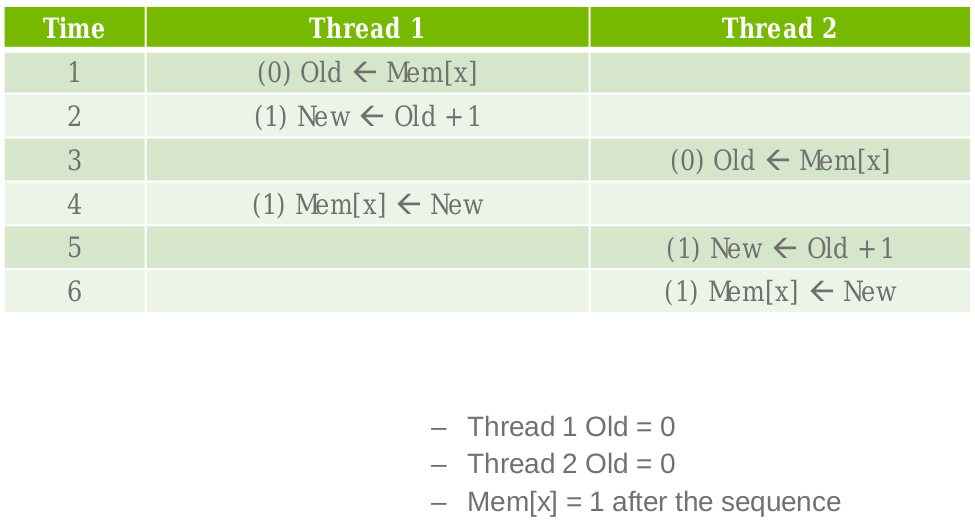 Time Thread 1 Thread 2
1 (0) Old ← Mem[x]
2 (1) New ← Old + 1
3 (0) Old ← Mem[x]
4 (1) Mem[x] ← New
5 (1) New ← Old + 1
6 (1) Mem[x] ← New
– Thread 1 Old = 0
– Thread 2 Old = 0
– Mem[x] = 1 after the sequence